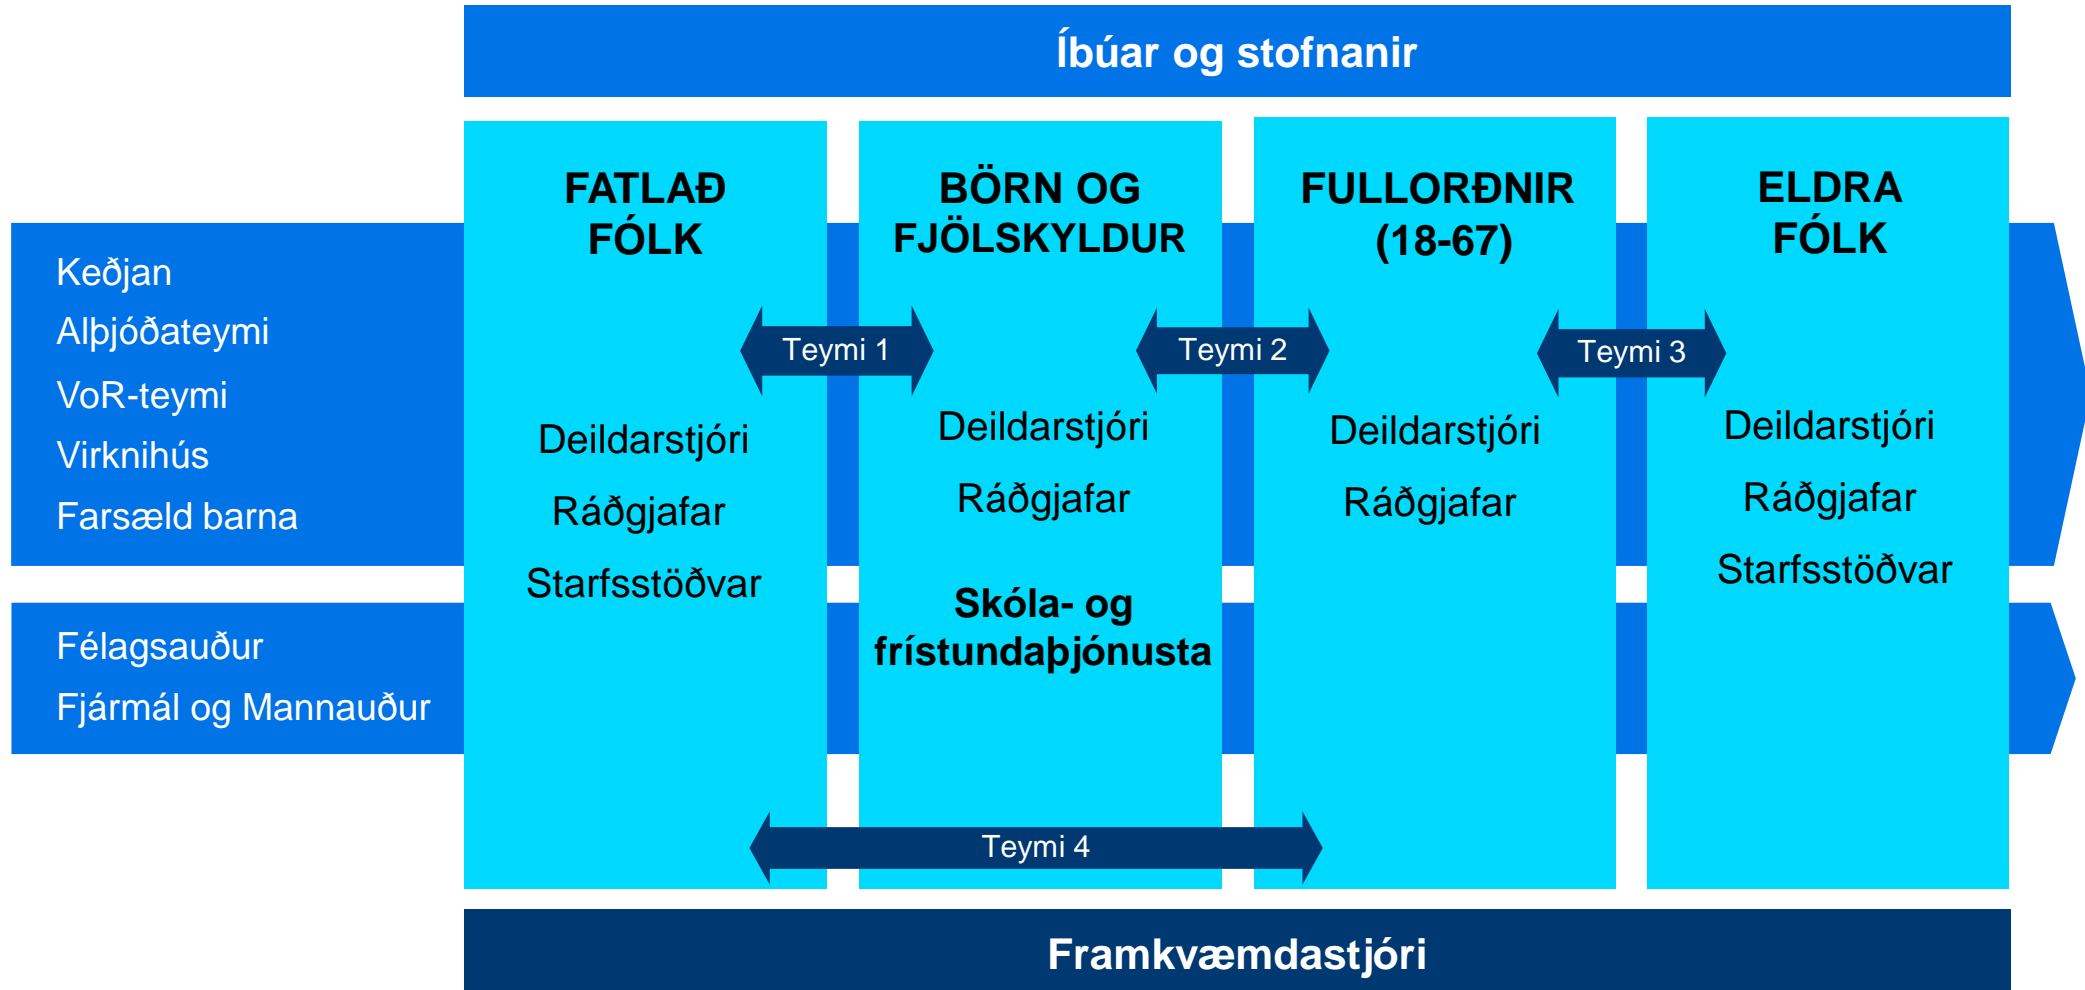 Íbúar og stofnanir
FATLAÐ
FÓLK
BÖRN OG
FJÖLSKYLDUR
FULLORÐNIR
(18-67)
ELDRA
FÓLK
Keðjan
Alþjóðateymi
VoR-teymi
Virknihús
Farsæld barna
Teymi 1
Teymi 2
Teymi 3
Deildarstjóri
Ráðgjafar
Starfsstöðvar
Deildarstjóri
Ráðgjafar
Skóla- og
frístundaþjónusta
Deildarstjóri
Ráðgjafar
Deildarstjóri
Ráðgjafar
Starfsstöðvar
Félagsauður
Fjármál og Mannauður
Teymi 4
Framkvæmdastjóri